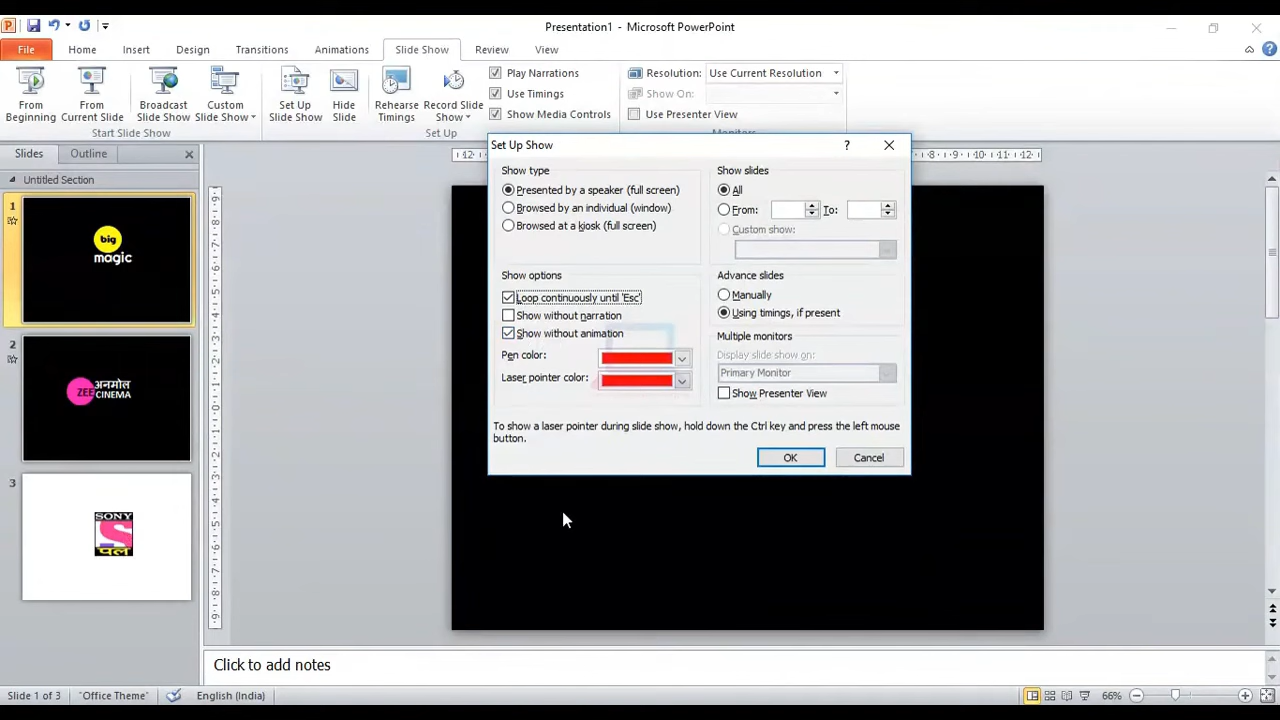 Presentation1 - Microsoft PowerPoint
File Home Insert Design Transitions Animations Slide Show Review View
From Beginning
From Current Slide
Broadcast Slide Show
Custom Slide Show
Set Up Slide Show
Hide Slide
Rehearse Timings
Record Slide Show
Play Narrations
Use Timings
Show Media Controls
Resolution: Use Current Resolution
Show On:
Use Presenter View
Start Slide Show
Set Up
Slides Outline
Untitled Section
1
big
magic
2
ZEE अनमोल
CINEMA
3
SONY
S
पल
Set Up Show
Show type
Presented by a speaker (full screen)
Browsed by an individual (window)
Browsed at a kiosk (full screen)
Show slides
All
From: To:
Custom show:
Show options
Loop continuously until 'Esc'
Show without narration
Show without animation
Pen color:
Laser pointer color:
Advance slides
Manually
Using timings, if present
Multiple monitors
Display slide show on:
Primary Monitor
Show Presenter View
To show a laser pointer during slide show, hold down the Ctrl key and press the left mouse
button.
OK Cancel
Click to add notes
Slide 1 of 3 "Office Theme" English (India) 66%